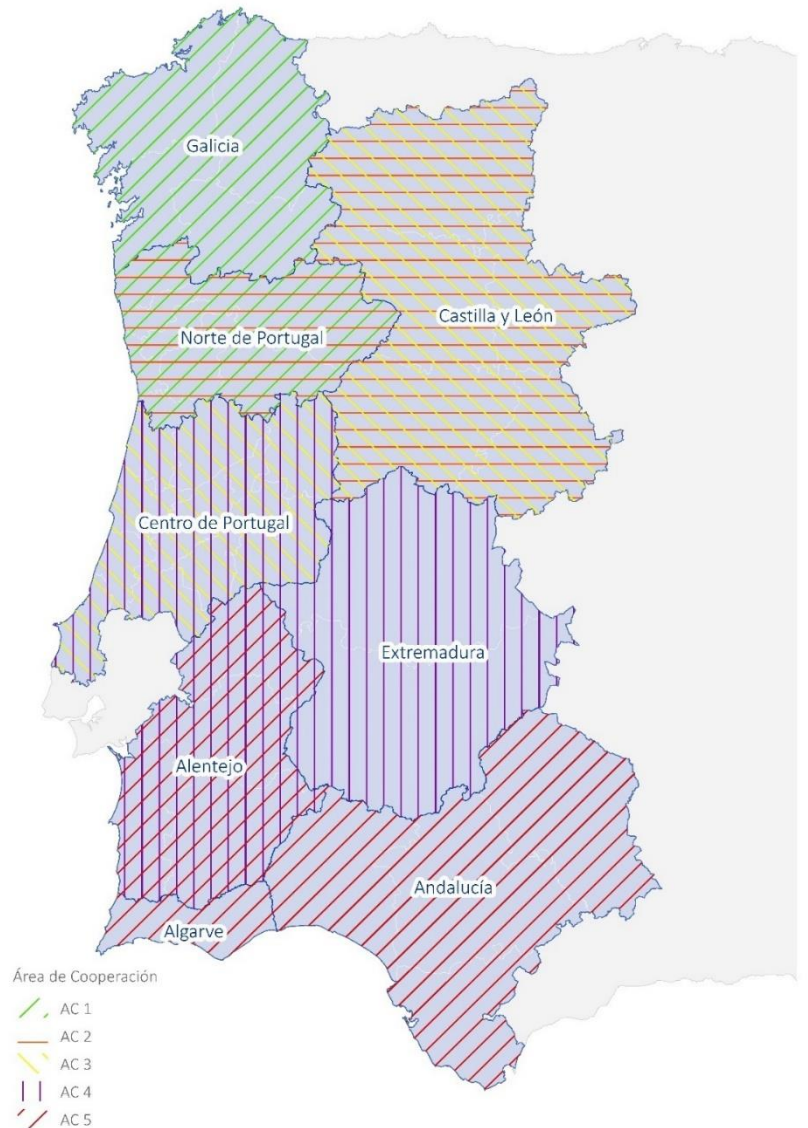 Galicia
Castilla y León
Norte de Portugal
Centro de Portugal
Extremadura
Alentejo
Andalucía
Algarve
Área de Cooperación
AC 1
AC 2
AC 3
AC 4
AC 5